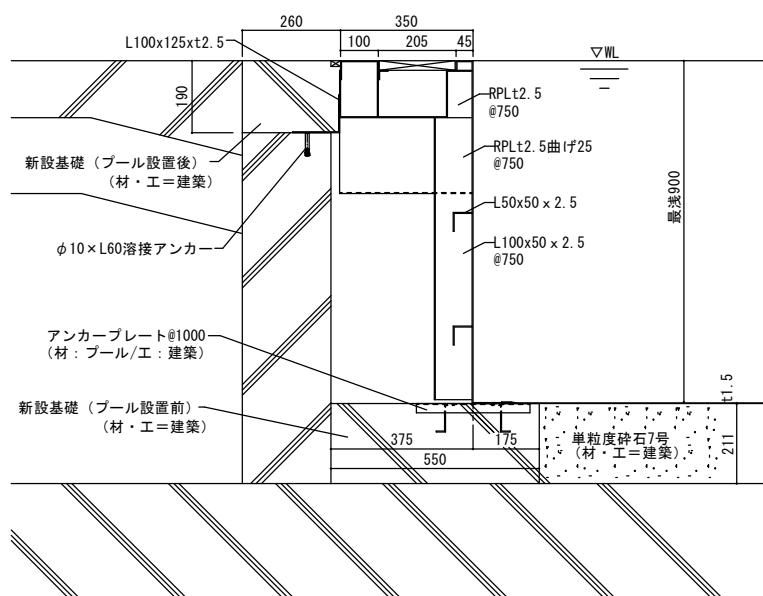 260
350
L100x125xt2.5
100
205
45
▽WL
190
RPLt2.5
@750
新設基礎（プール設置後）
（材・工＝建築）
RPLt2.5曲げ25
@750
最浅900
L50x50×2.5
φ10×L60溶接アンカー
L100x50×2.5
@750
アンカープレート@1000
（材：プール/工：建築）
t1.5
新設基礎（プール設置前）
（材・工＝建築）
375
175
単粒度砕石7号
（材・工＝建築）
211
550